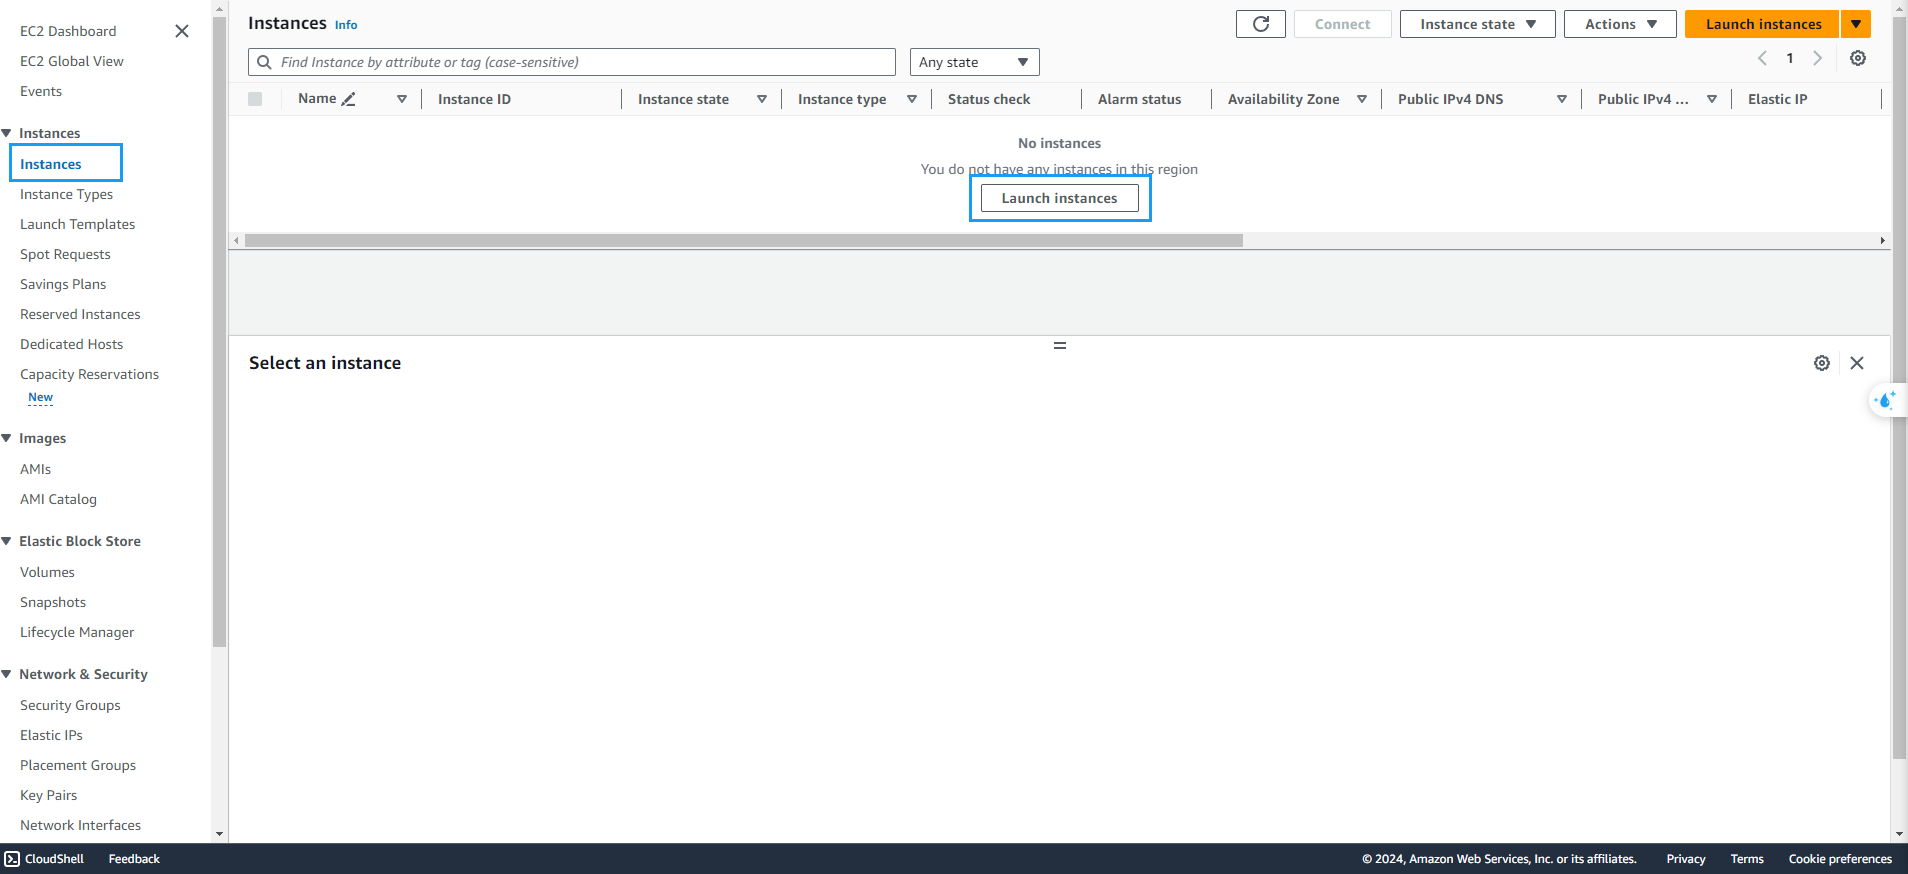 EC2 Dashboard
EC2 Global View
Events
Instances
Instances
Instance Types
Launch Templates
Spot Requests
Savings Plans
Reserved Instances
Dedicated Hosts
Capacity Reservations
New
Images
AMIs
AMI Catalog
Elastic Block Store
Volumes
Snapshots
Lifecycle Manager
Network & Security
Security Groups
Elastic IPs
Placement Groups
Key Pairs
Network Interfaces
Instances Info
Connect Instance state Actions Launch instances
Find Instance by attribute or tag (case-sensitive) Any state 1
Name Instance ID Instance state Instance type Status check Alarm status Availability Zone Public IPv4 DNS Public IPv4 ... Elastic IP
No instances
You do not have any instances in this region
Launch instances
Select an instance
CloudShell Feedback © 2024, Amazon Web Services, Inc. or its affiliates. Privacy Terms Cookie preferences